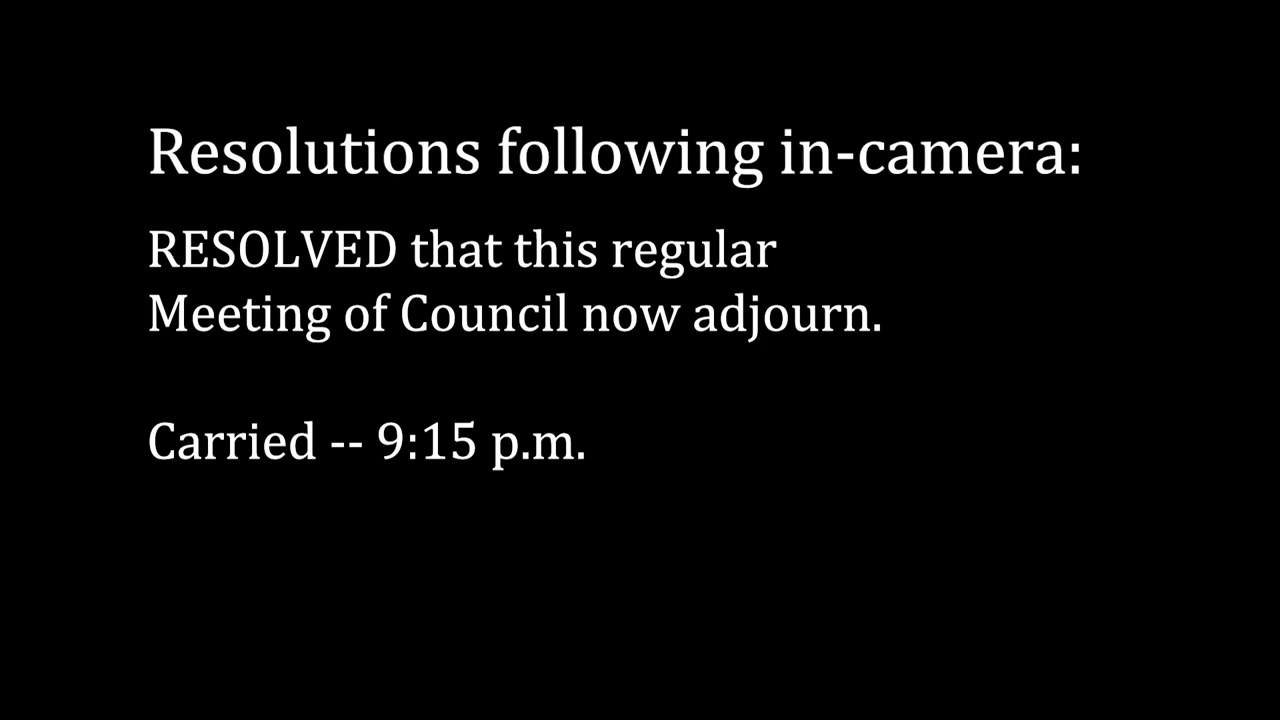 Resolutions following in-camera:
RESOLVED that this regular
Meeting of Council now adjourn.
Carried -- 9:15 p.m.